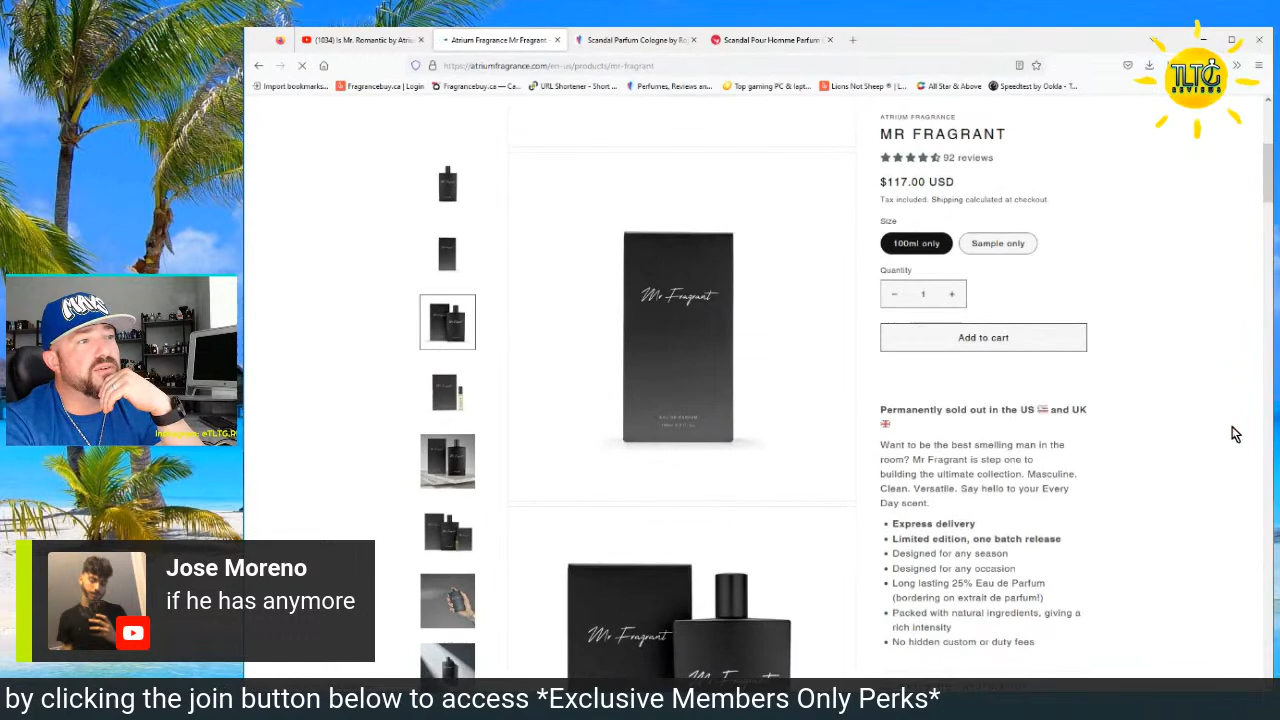 (1034) Is Mr. Romantic by Atriu
Atrium Fragrance Mr Fragrant -
Scandal Parfum Cologne by Ro
Scandal Pour Homme Parfum G
TLTG
REVIEWS
https://atriumfragrance.com/en-us/products/mr-fragrant
Import bookmarks...
Fragrancebuy.ca | Login
Fragrancebuy.ca — Ca...
URL Shortener - Short ...
Perfumes, Reviews an...
Top gaming PC & lapt...
Lions Not Sheep ® | L...
All Star & Above
Speedtest by Ookla - T...
ATRIUM FRAGRANCE
MR FRAGRANT
92 reviews
$117.00 USD
Tax included. Shipping calculated at checkout.
Size
100ml only
Sample only
Quantity
− 1 +
Add to cart
Permanently sold out in the US 🇺🇸 and UK
🇬🇧
Want to be the best smelling man in the
room? Mr Fragrant is step one to
building the ultimate collection. Masculine.
Clean. Versatile. Say hello to your Every
Day scent.
• Express delivery
• Limited edition, one batch release
• Designed for any season
• Designed for any occasion
• Long lasting 25% Eau de Parfum
(bordering on extrait de parfum!)
• Packed with natural ingredients, giving a
rich intensity
• No hidden custom or duty fees
Mr Fragrant
EAU DE PARFUM
Mr Fragrant
Mr Fragrant
Jose Moreno
if he has anymore
by clicking the join button below to access *Exclusive Members Only Perks*